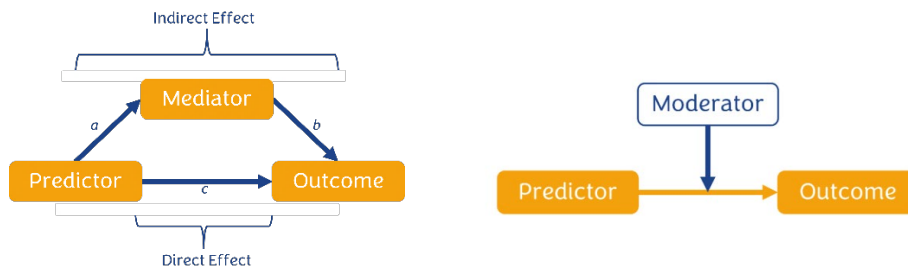 Indirect Effect
Mediator
a
b
Predictor
c
Outcome
Direct Effect
Moderator
Predictor
Outcome